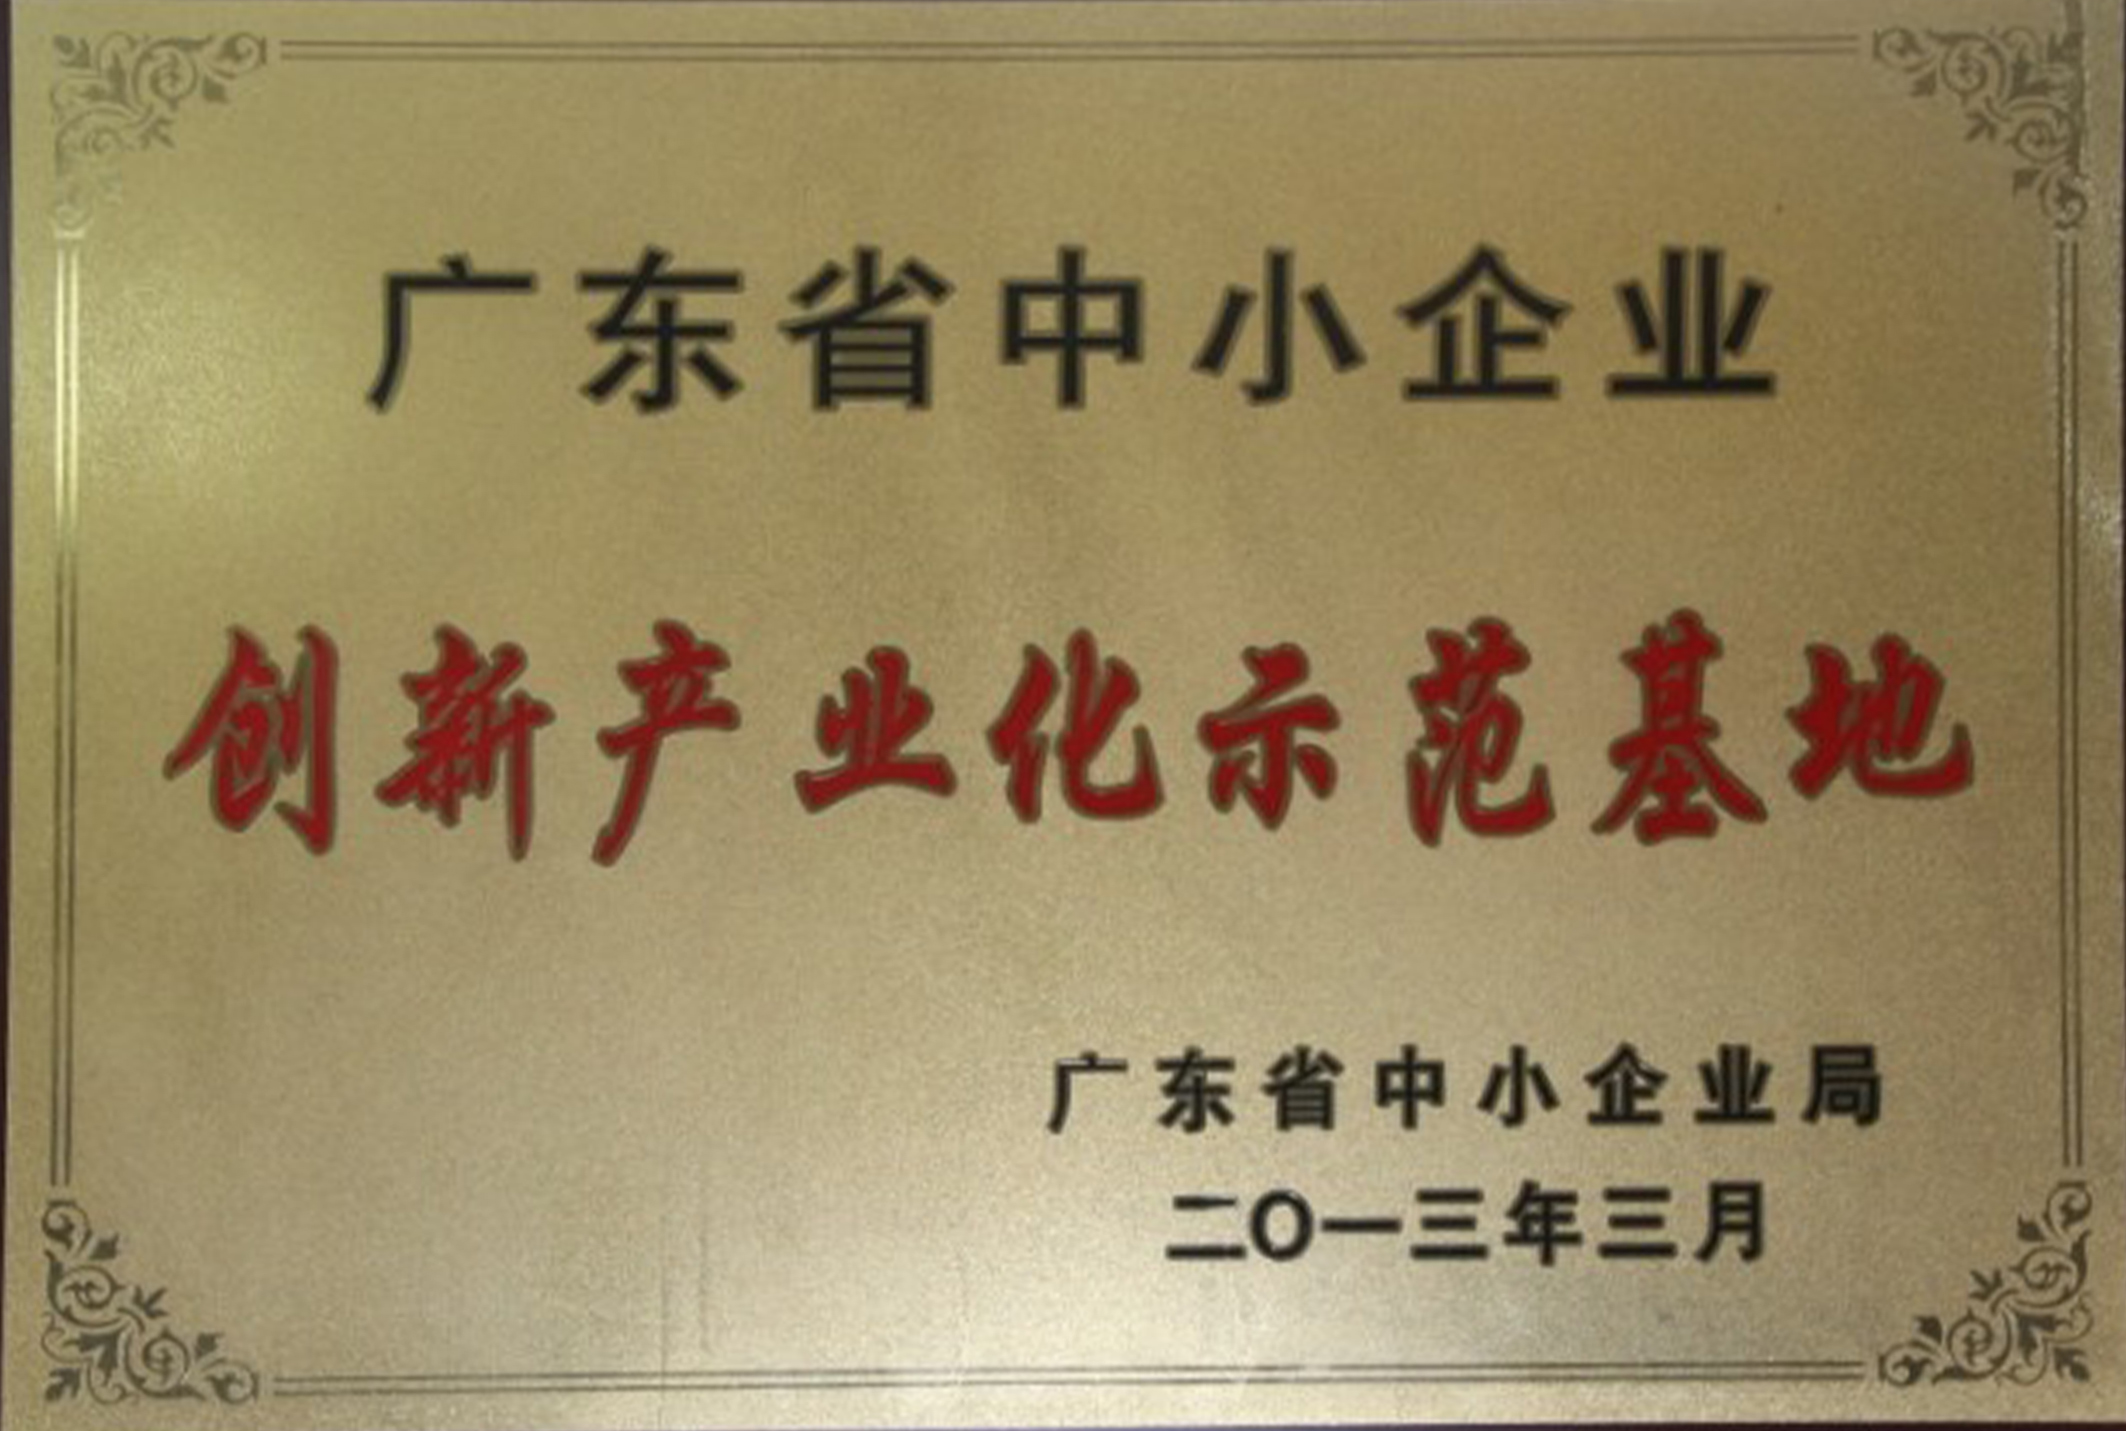 广东省中小企业
创新产业化示范基地
广东省中小企业局
二〇一三年三月